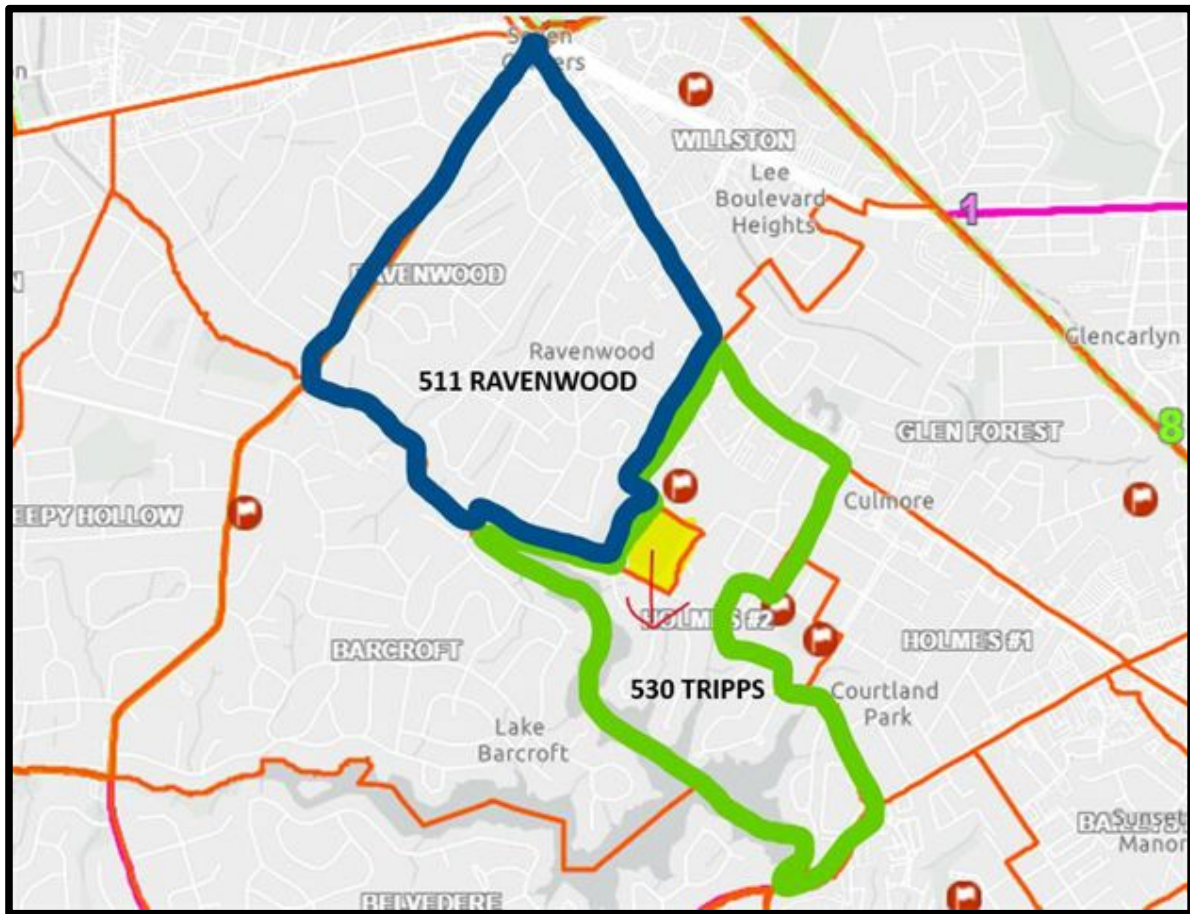 Seven
Corners
WILLSTON
Lee
Boulevard
Heights
1
RAVENWOOD
Glencarlyn
Ravenwood
511 RAVENWOOD
8
GLEN FOREST
Culmore
EEPY HOLLOW
HOLMES #2
HOLMES #1
BARCROFT
530 TRIPPS
Courtland
Park
Lake
Barcroft
Sunset
Manor
BELVEDERE